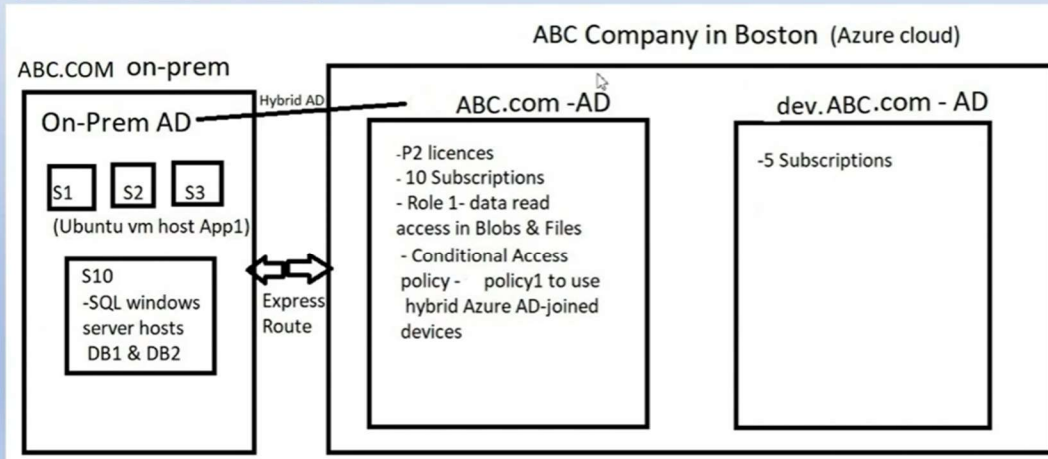 ABC Company in Boston (Azure cloud)
ABC.COM on-prem
Hybrid AD
On-Prem AD
S1
S2
S3
(Ubuntu vm host App1)
S10
-SQL windows
server hosts
DB1 & DB2
Express
Route
ABC.com -AD
-P2 licences
- 10 Subscriptions
- Role 1- data read
access in Blobs & Files
- Conditional Access
policy - policy1 to use
hybrid Azure AD-joined
devices
dev.ABC.com - AD
-5 Subscriptions